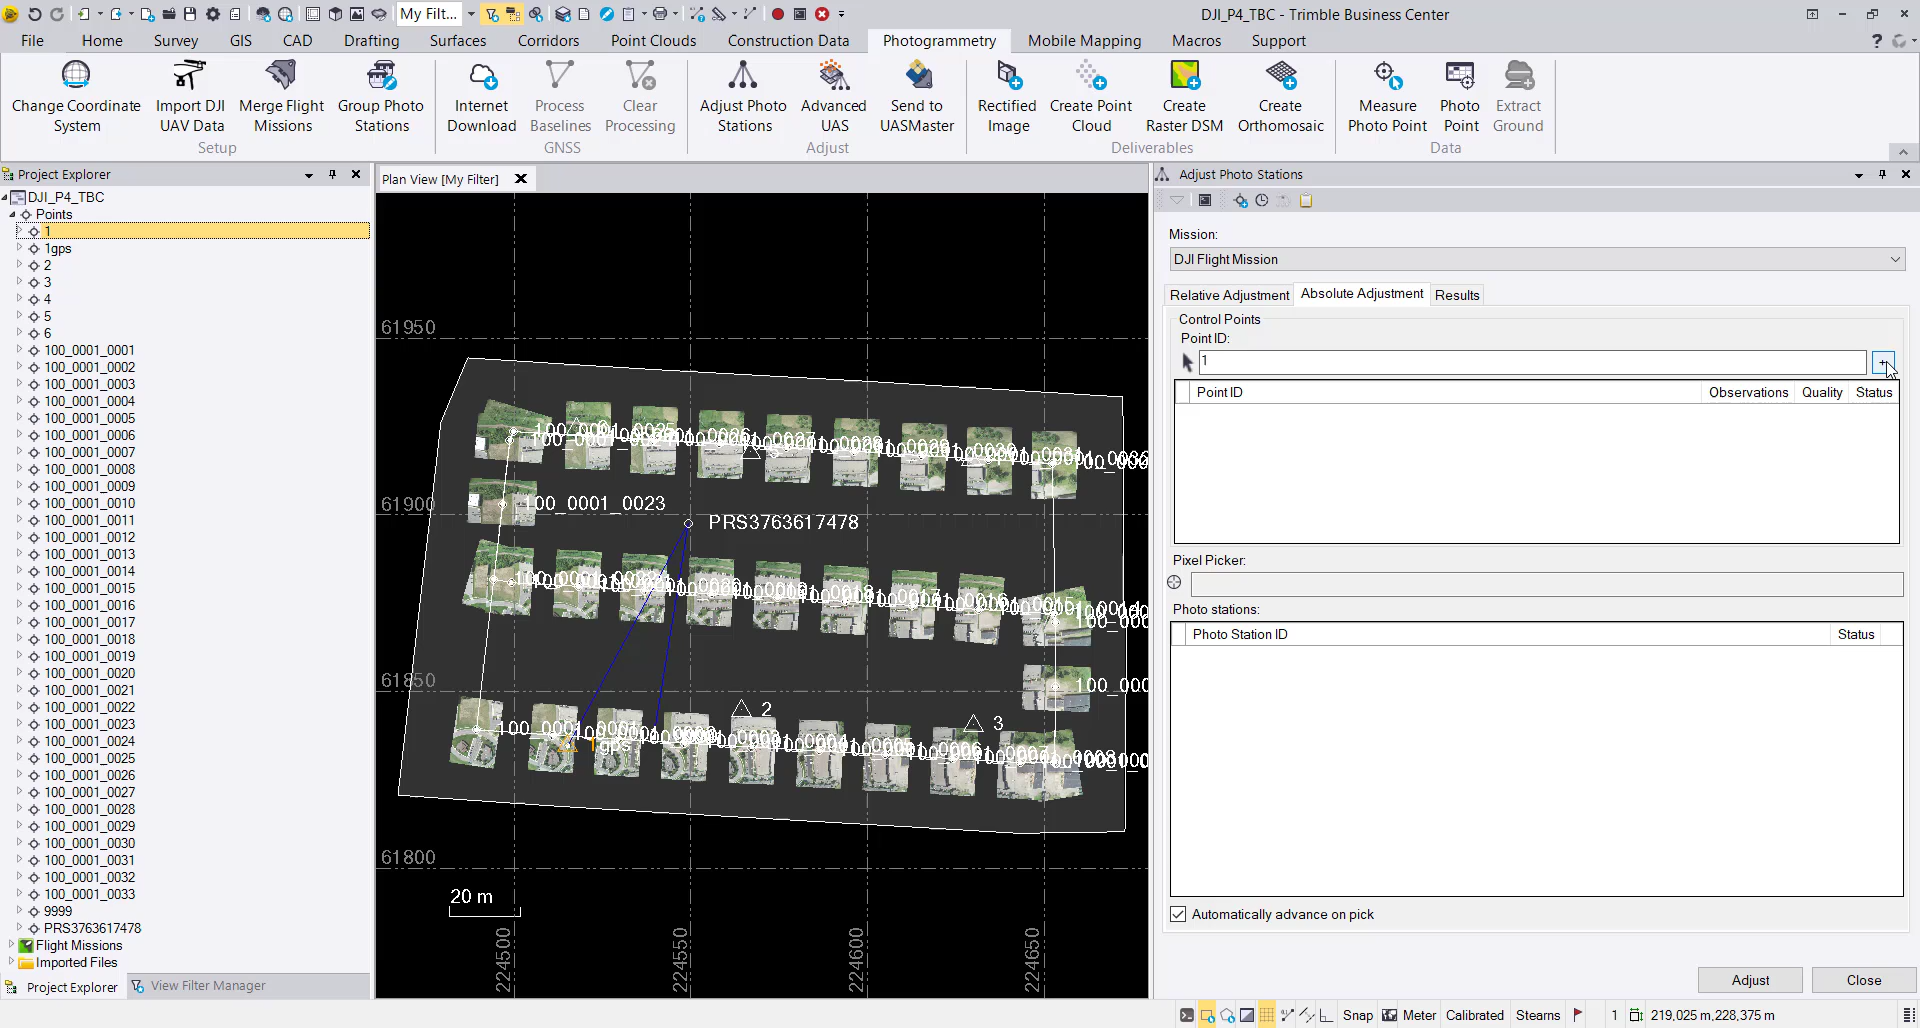 My Filt...
DJI_P4_TBC - Trimble Business Center
File Home Survey GIS CAD Drafting Surfaces Corridors Point Clouds Construction Data Photogrammetry Mobile Mapping Macros Support
Change Coordinate System
Import DJI UAV Data
Merge Flight Missions
Group Photo Stations
Internet Download
Process Baselines
Clear Processing
Adjust Photo Stations
Advanced UAS
Send to UASMaster
Rectified Image
Create Point Cloud
Create Raster DSM
Create Orthomosaic
Measure Photo Point
Photo Point
Extract Ground
Setup GNSS Adjust Deliverables Data
Project Explorer
DJI_P4_TBC
Points
1
1gps
2
3
4
5
6
100_0001_0001
100_0001_0002
100_0001_0003
100_0001_0004
100_0001_0005
100_0001_0006
100_0001_0007
100_0001_0008
100_0001_0009
100_0001_0010
100_0001_0011
100_0001_0012
100_0001_0013
100_0001_0014
100_0001_0015
100_0001_0016
100_0001_0017
100_0001_0018
100_0001_0019
100_0001_0020
100_0001_0021
100_0001_0022
100_0001_0023
100_0001_0024
100_0001_0025
100_0001_0026
100_0001_0027
100_0001_0028
100_0001_0029
100_0001_0030
100_0001_0031
100_0001_0032
100_0001_0033
9999
PRS3763617478
Flight Missions
Imported Files
Project Explorer View Filter Manager
Plan View [My Filter]
61950
61900
100_0001_0023
PRS3763617478
61850
2
3
1gps
61800
20 m
224500
224550
224600
224650
Adjust Photo Stations
Mission:
DJI Flight Mission
Relative Adjustment Absolute Adjustment Results
Control Points
Point ID:
1
Point ID Observations Quality Status
Pixel Picker:
Photo stations:
Photo Station ID Status
Automatically advance on pick
Adjust Close
Snap Meter Calibrated Stearns 1 219,025 m,228,375 m